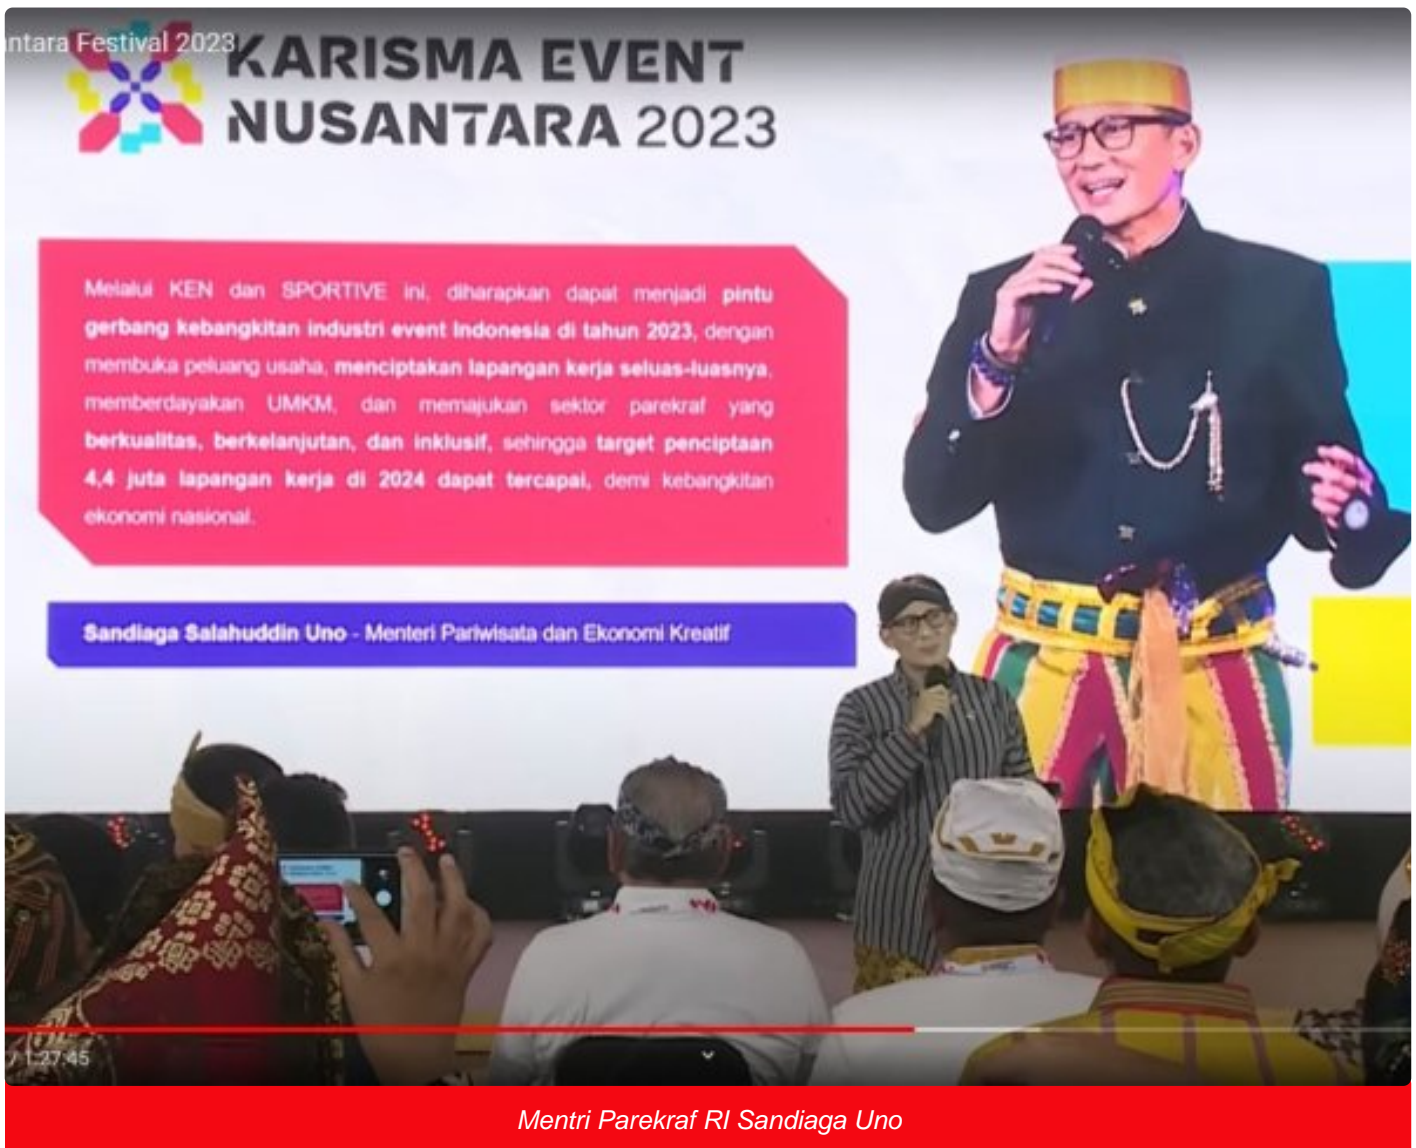 ntara Festival 2023
KARISMA EVENT
NUSANTARA 2023
Melalui KEN dan SPORTIVE ini, diharapkan dapat menjadi pintu
gerbang kebangkitan industri event Indonesia di tahun 2023, dengan
membuka peluang usaha, menciptakan lapangan kerja seluas-luasnya,
memberdayakan UMKM, dan memajukan sektor parekraf yang
berkualitas, berkelanjutan, dan inklusif, sehingga target penciptaan
4,4 juta lapangan kerja di 2024 dapat tercapai, demi kebangkitan
ekonomi nasional.
Sandiaga Salahuddin Uno - Menteri Pariwisata dan Ekonomi Kreatif
/ 1:27:45
Mentri Parekraf RI Sandiaga Uno